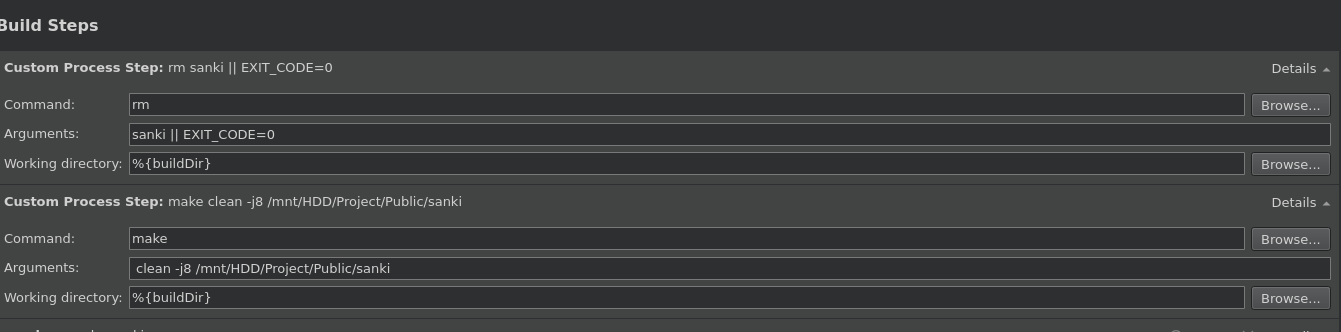 Build Steps
Custom Process Step: rm sanki || EXIT_CODE=0 Details
Command: rm Browse...
Arguments: sanki || EXIT_CODE=0
Working directory: %{buildDir} Browse...
Custom Process Step: make clean -j8 /mnt/HDD/Project/Public/sanki Details
Command: make Browse...
Arguments: clean -j8 /mnt/HDD/Project/Public/sanki
Working directory: %{buildDir} Browse...